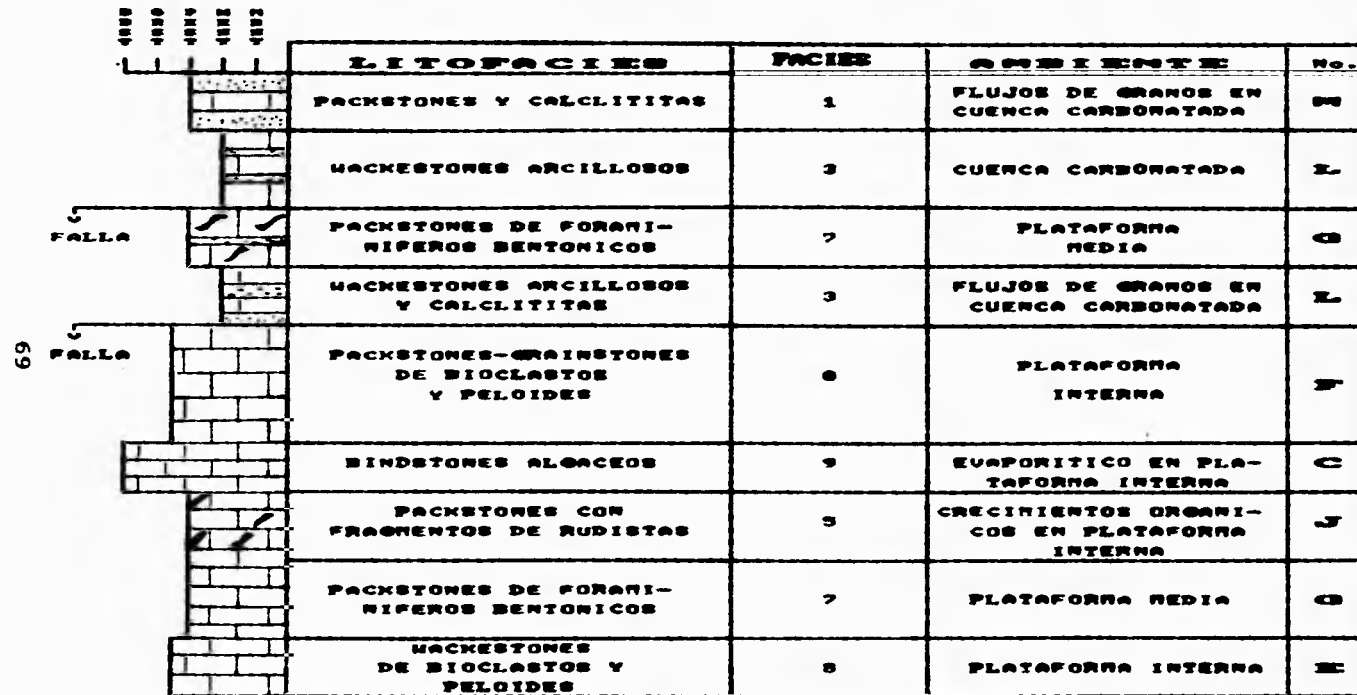 LITOFACIES
FACIES
AMBIENTE
No.
PACKSTONES Y CALCLITITAS
1
FLUJOS DE GRANOS EN
CUENCA CARBONATADA
M
WACKESTONES ARCILLOSOS
3
CUENCA CARBONATADA
L
FALLA
PACKSTONES DE FORAMI-
NIFEROS BENTONICOS
7
PLATAFORMA
MEDIA
G
WACKESTONES ARCILLOSOS
Y CALCLITITAS
3
FLUJOS DE GRANOS EN
CUENCA CARBONATADA
L
FALLA
PACKSTONES-GRAINSTONES
DE BIOCLASTOS
Y PELOIDES
PLATAFORMA
INTERNA
F
BINDSTONES ALGACEOS
9
EVAPORITICO EN PLA-
TAFORMA INTERNA
C
PACKSTONES CON
FRAGMENTOS DE RUDISTAS
5
CRECIMIENTOS ORGANI-
COS EN PLATAFORMA
INTERNA
J
PACKSTONES DE FORAMI-
NIFEROS BENTONICOS
7
PLATAFORMA MEDIA
G
WACKESTONES
DE BIOCLASTOS Y
PELOIDES
8
PLATAFORMA INTERNA
E
69